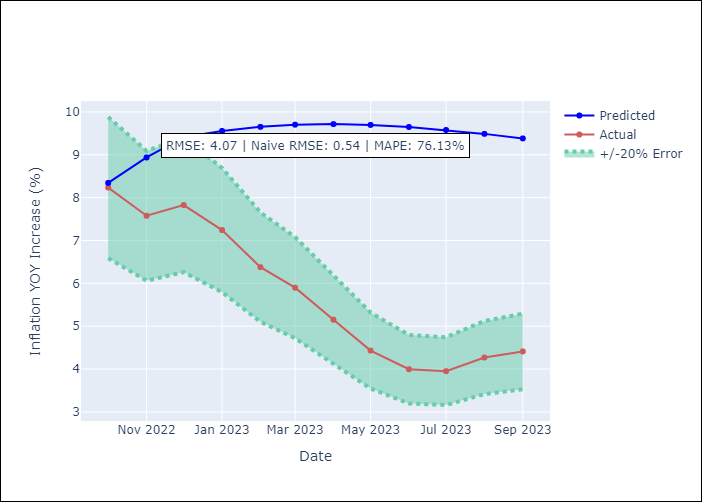 10
9
8
7
6
5
4
3
Inflation YOY Increase (%)
RMSE: 4.07 | Naive RMSE: 0.54 | MAPE: 76.13%
Predicted
Actual
+/-20% Error
Nov 2022
Jan 2023
Mar 2023
May 2023
Jul 2023
Sep 2023
Date